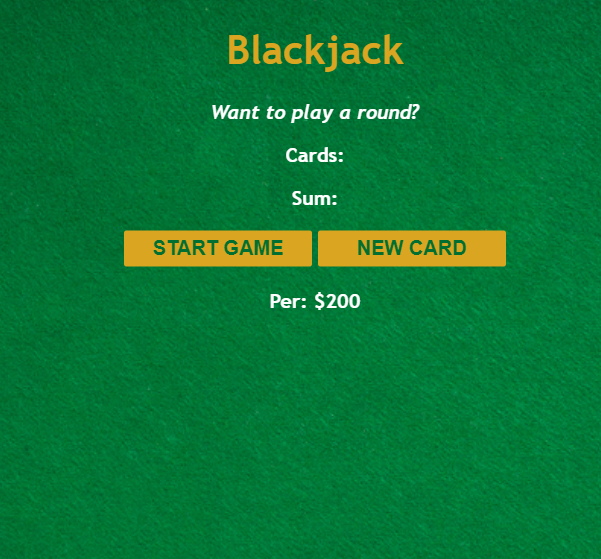 Blackjack
Want to play a round?
Cards:
Sum:
START GAME NEW CARD
Per: $200